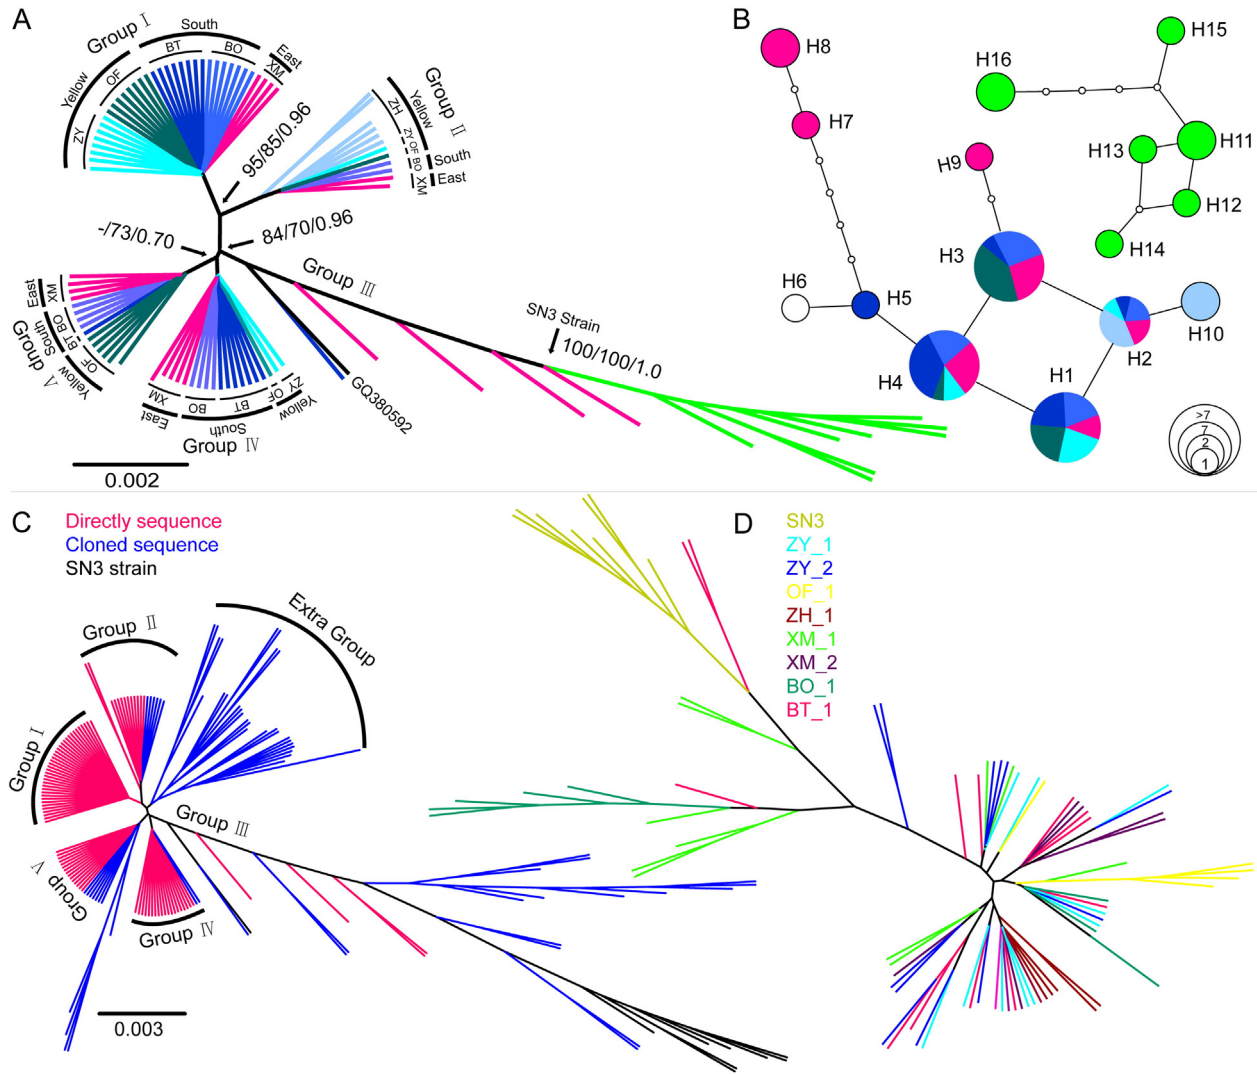 A
Group Ⅰ
South
BT
BO
East
XM
Yellow
OF
ZY
95/85/0.96
Group Ⅱ
Yellow
ZH
ZY OF BO XM
South
East
-/73/0.70
84/70/0.96
Group Ⅲ
SN3 Strain
100/100/1.0
East
XM
South
BT BO
Yellow
OF
Group Ⅴ
XM
BO
BT
OF
ZY
East
South
Yellow
Group Ⅳ
GQ380592
0.002
B
H8
H7
H6
H5
H4
H9
H3
H2
H1
H10
H16
H15
H13
H11
H12
H14
>7
7
2
1
C
Directly sequence
Cloned sequence
SN3 strain
Group Ⅱ
Extra Group
Group Ⅰ
Group Ⅲ
Group Ⅴ
Group Ⅳ
0.003
D
SN3
ZY_1
ZY_2
OF_1
ZH_1
XM_1
XM_2
BO_1
BT_1